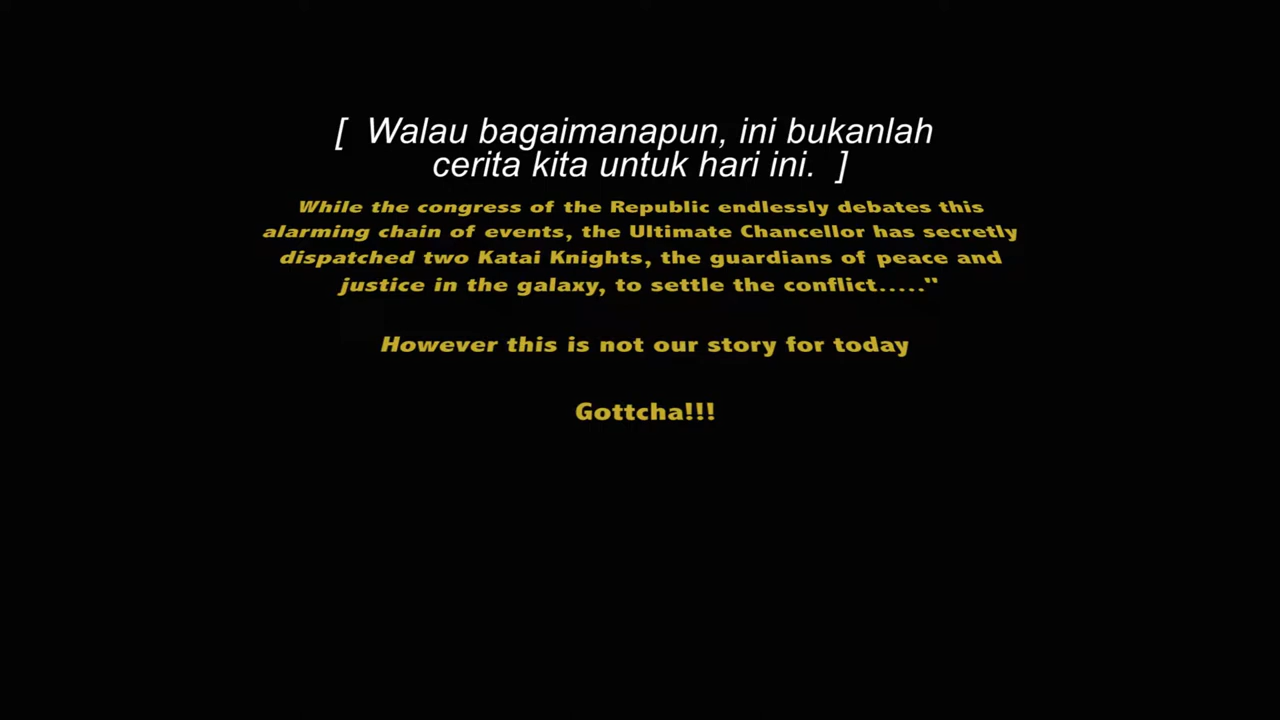 [ Walau bagaimanapun, ini bukanlah
cerita kita untuk hari ini. ]
While the congress of the Republic endlessly debates this
alarming chain of events, the Ultimate Chancellor has secretly
dispatched two Katai Knights, the guardians of peace and
justice in the galaxy, to settle the conflict....."
However this is not our story for today
Gottcha!!!